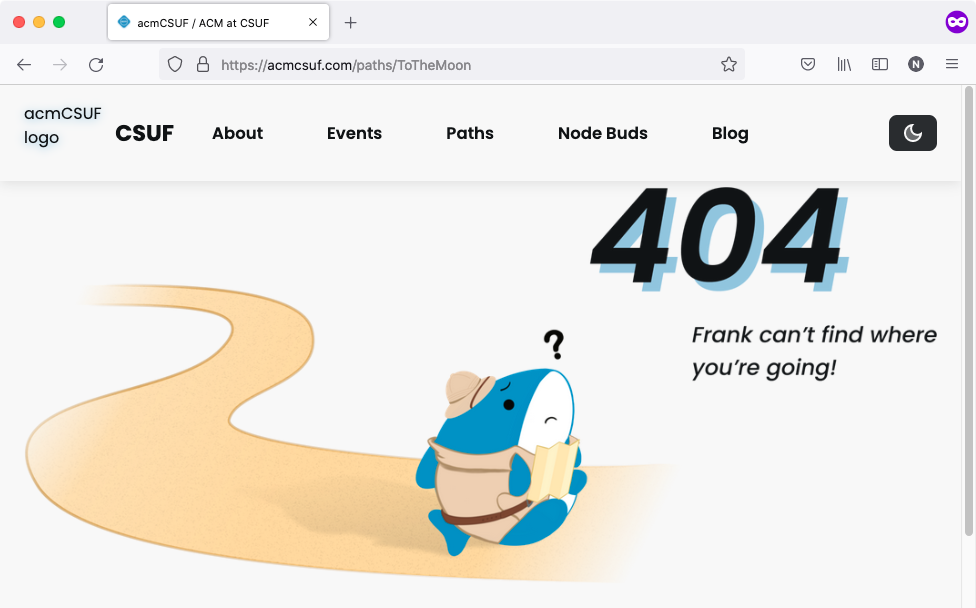 acmCSUF / ACM at CSUF
https://acmcsuf.com/paths/ToTheMoon
N
acmCSUF
logo
CSUF
About
Events
Paths
Node Buds
Blog
404
?
Frank can’t find where
you’re going!